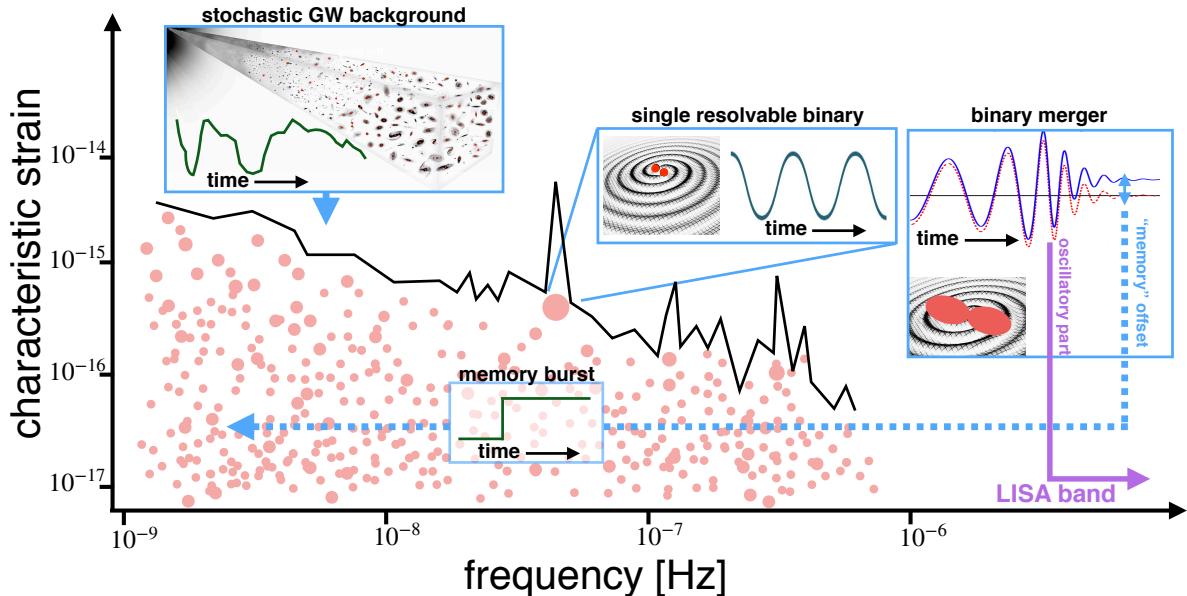 stochastic GW background
time
single resolvable binary
time
binary merger
time
oscillatory part
"memory" offset
characteristic strain
10⁻¹⁴
10⁻¹⁵
10⁻¹⁶
10⁻¹⁷
memory burst
time
LISA band
10⁻⁹
10⁻⁸
10⁻⁷
10⁻⁶
frequency [Hz]